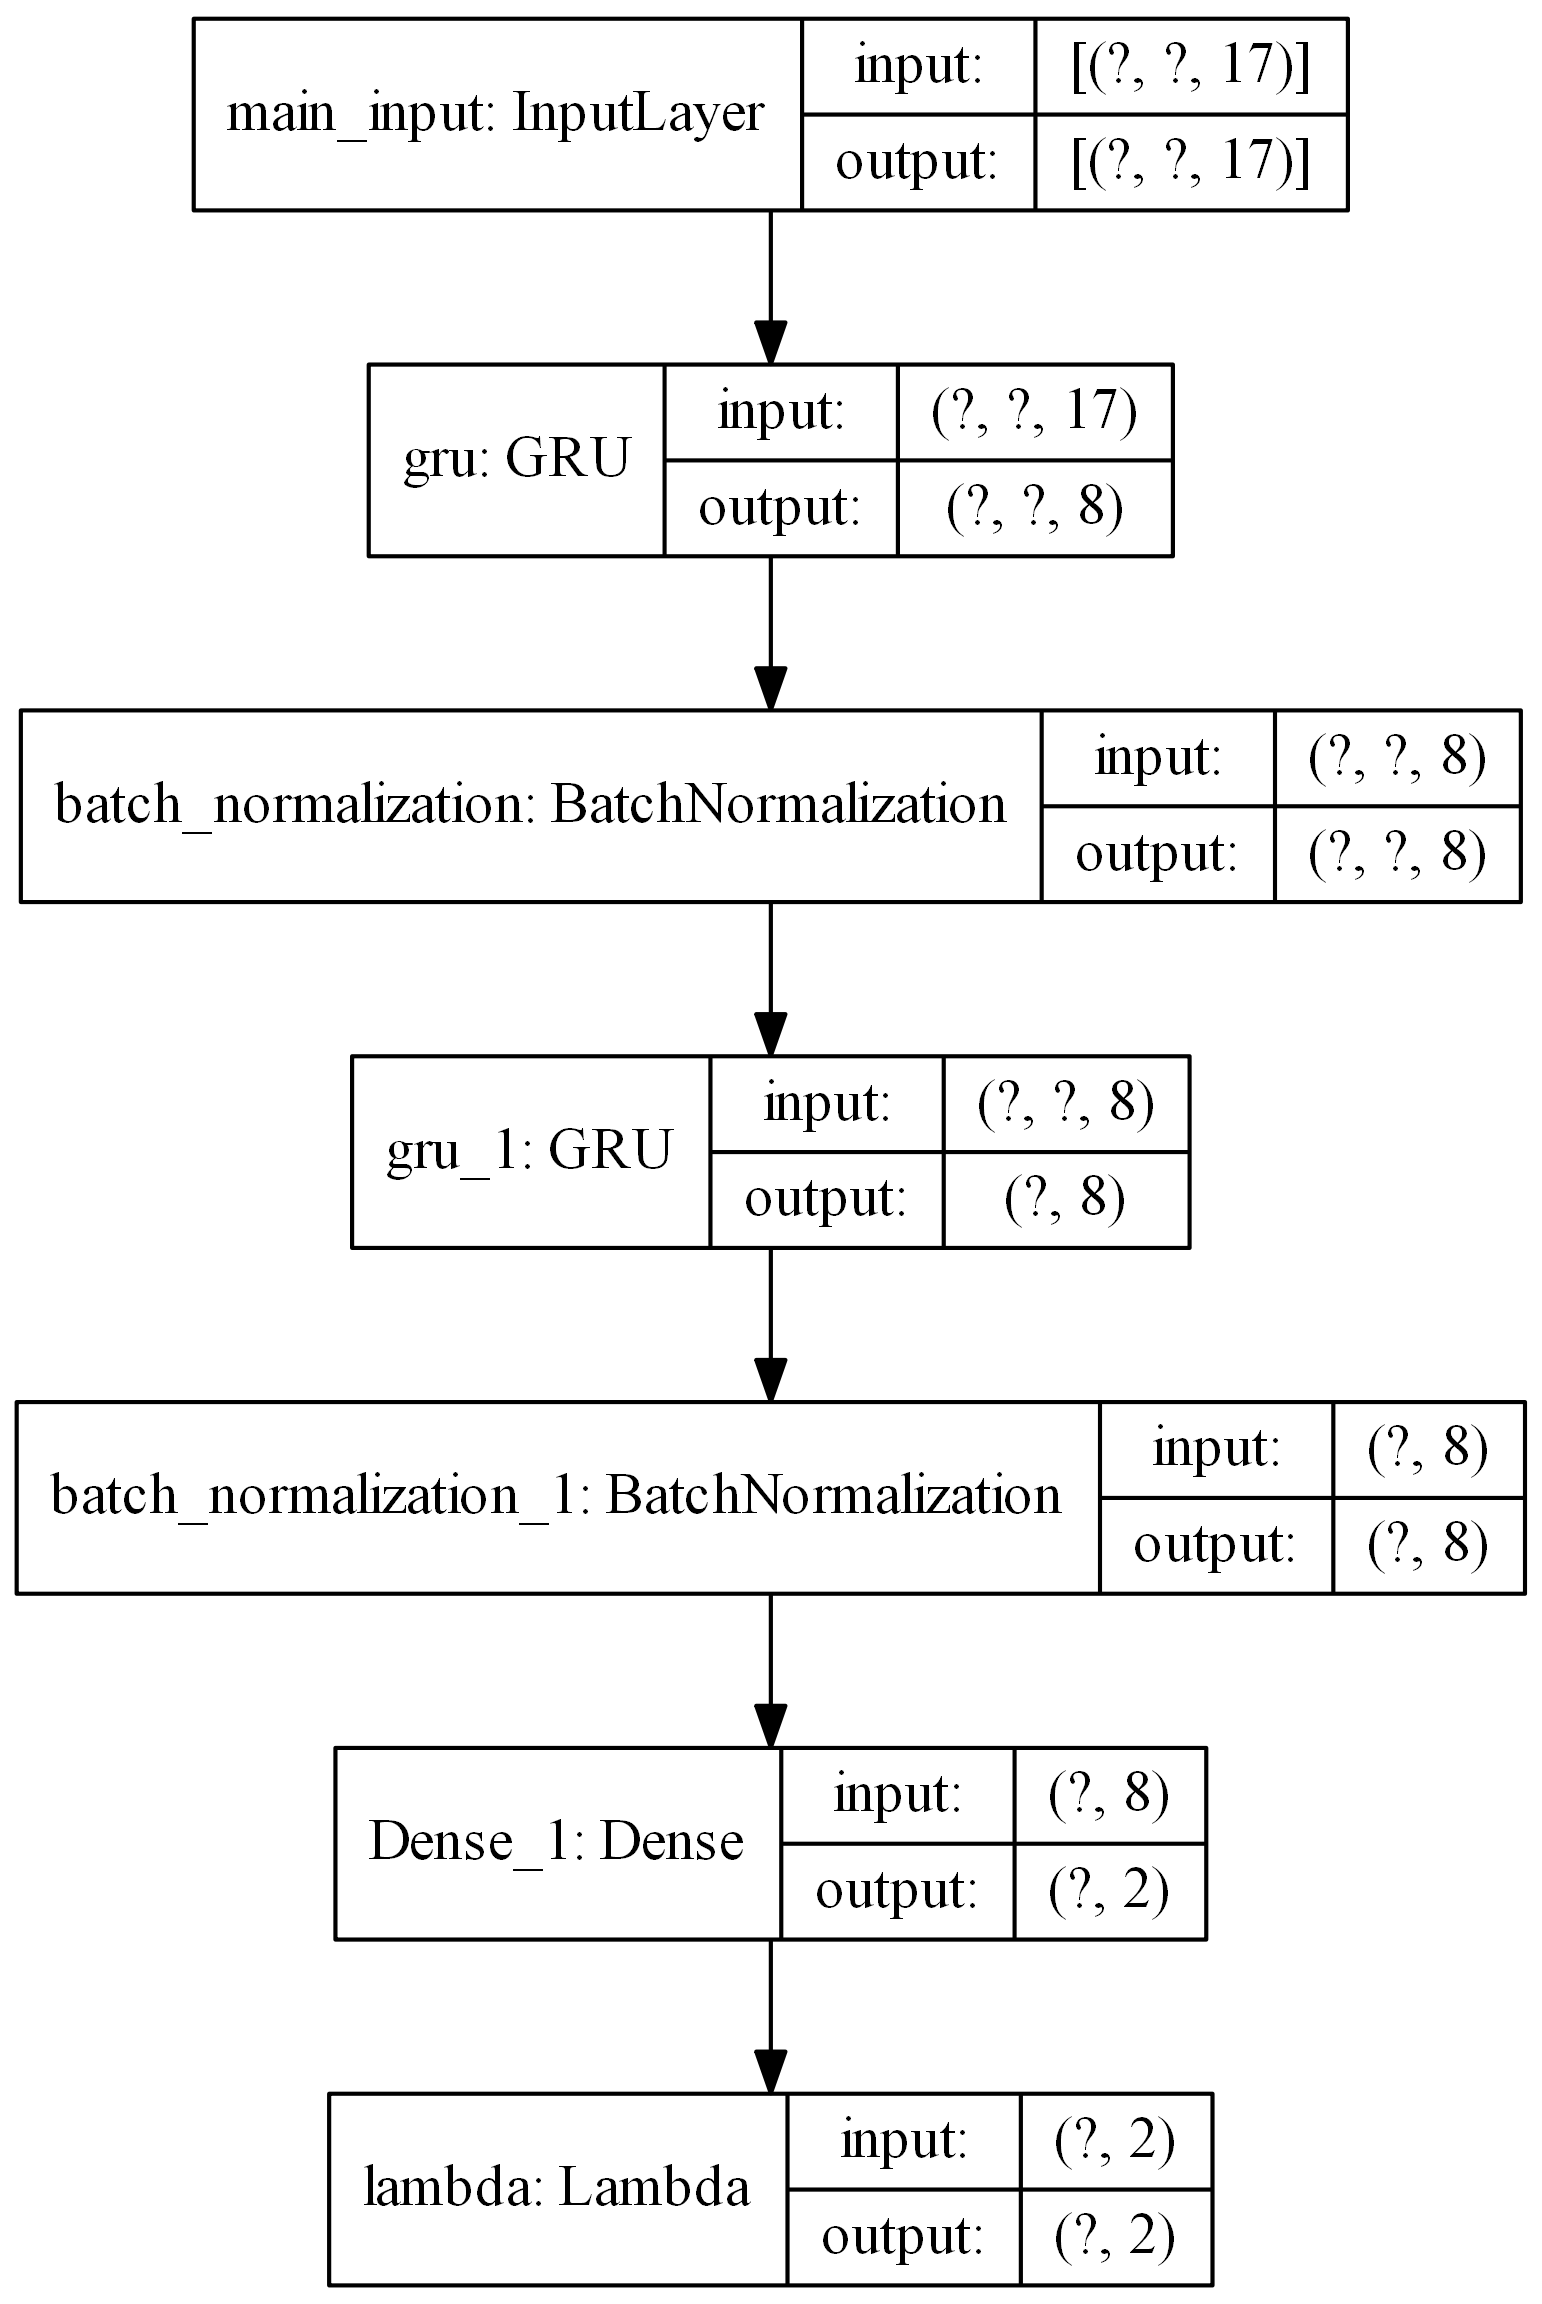 main_input: InputLayer
input: [(?, ?, 17)]
output: [(?, ?, 17)]
gru: GRU
input: (?, ?, 17)
output: (?, ?, 8)
batch_normalization: BatchNormalization
input: (?, ?, 8)
output: (?, ?, 8)
gru_1: GRU
input: (?, ?, 8)
output: (?, 8)
batch_normalization_1: BatchNormalization
input: (?, 8)
output: (?, 8)
Dense_1: Dense
input: (?, 8)
output: (?, 2)
lambda: Lambda
input: (?, 2)
output: (?, 2)